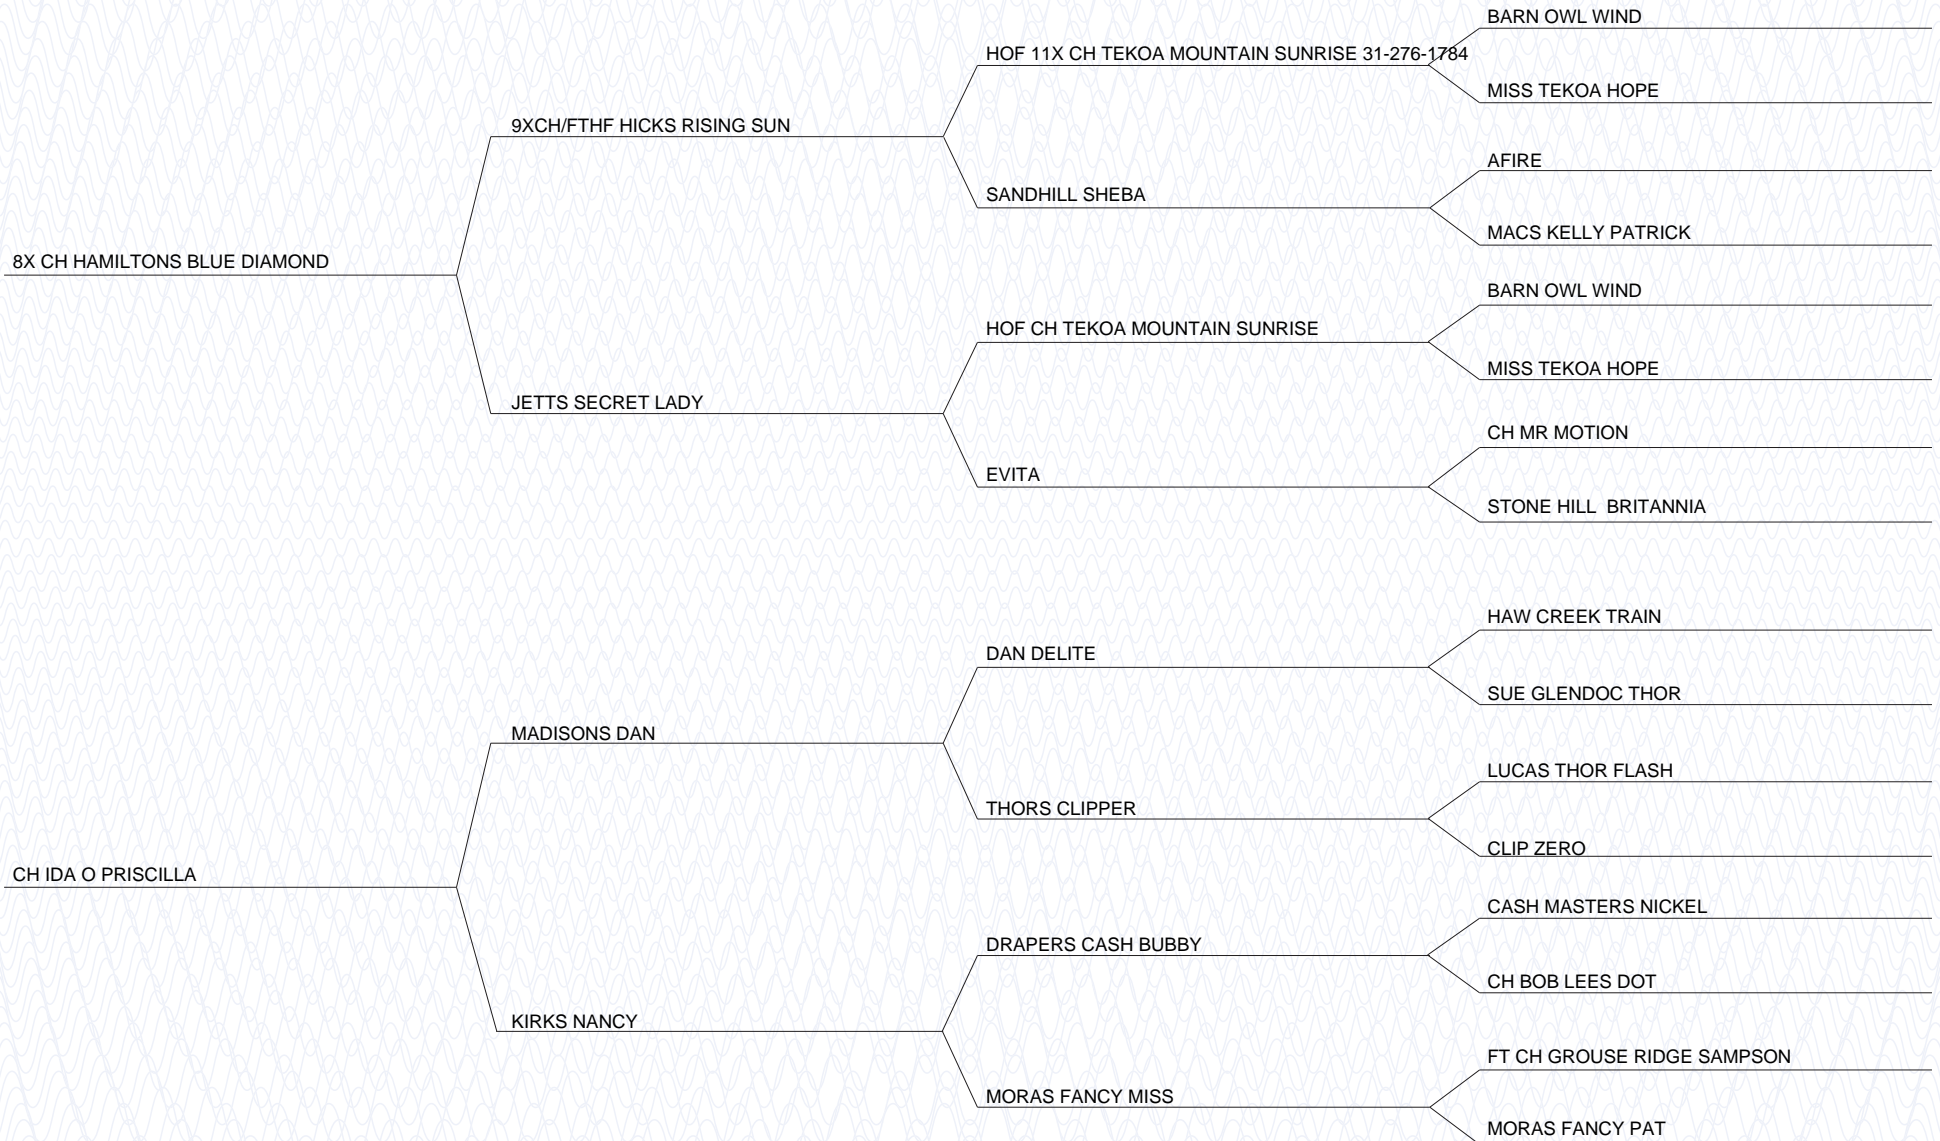 BARN OWL WIND
HOF 11X CH TEKOA MOUNTAIN SUNRISE 31-276-1784
MISS TEKOA HOPE
9XCH/FTHF HICKS RISING SUN
AFIRE
SANDHILL SHEBA
MACS KELLY PATRICK
8X CH HAMILTONS BLUE DIAMOND
BARN OWL WIND
HOF CH TEKOA MOUNTAIN SUNRISE
MISS TEKOA HOPE
JETTS SECRET LADY
CH MR MOTION
EVITA
STONE HILL  BRITANNIA
HAW CREEK TRAIN
DAN DELITE
SUE GLENDOC THOR
MADISONS DAN
LUCAS THOR FLASH
THORS CLIPPER
CLIP ZERO
CH IDA O PRISCILLA
CASH MASTERS NICKEL
DRAPERS CASH BUBBY
CH BOB LEES DOT
KIRKS NANCY
FT CH GROUSE RIDGE SAMPSON
MORAS FANCY MISS
MORAS FANCY PAT